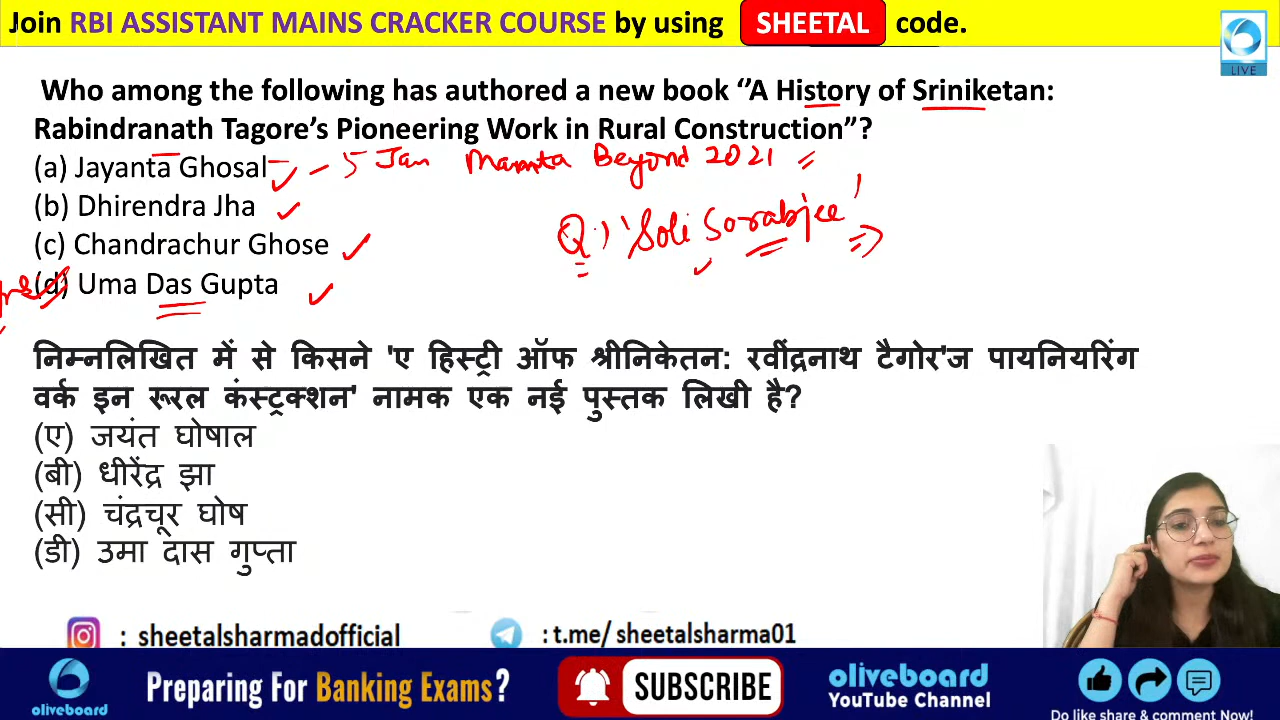 Join RBI ASSISTANT MAINS CRACKER COURSE by using SHEETAL code.
LIVE
Who among the following has authored a new book ‘’A History of Sriniketan:
Rabindranath Tagore’s Pioneering Work in Rural Construction”?
(a) Jayanta Ghosal - 5 Jan Mamta Beyond 2021
(b) Dhirendra Jha
Q.) 'Soli Sorabjee'
(c) Chandrachur Ghose
(d) Uma Das Gupta
निम्नलिखित में से किसने 'ए हिस्ट्री ऑफ श्रीनिकेतन: रवींद्रनाथ टैगोर'ज पायनियरिंग
वर्क इन रूरल कंस्ट्रक्शन' नामक एक नई पुस्तक लिखी है?
(ए) जयंत घोषाल
(बी) धीरेंद्र झा
(सी) चंद्रचूर घोष
(डी) उमा दास गुप्ता
: sheetalsharmadofficial
: t.me/ sheetalsharma01
oliveboard
Preparing For Banking Exams?
SUBSCRIBE
oliveboard
YouTube Channel
Do like share & comment Now!